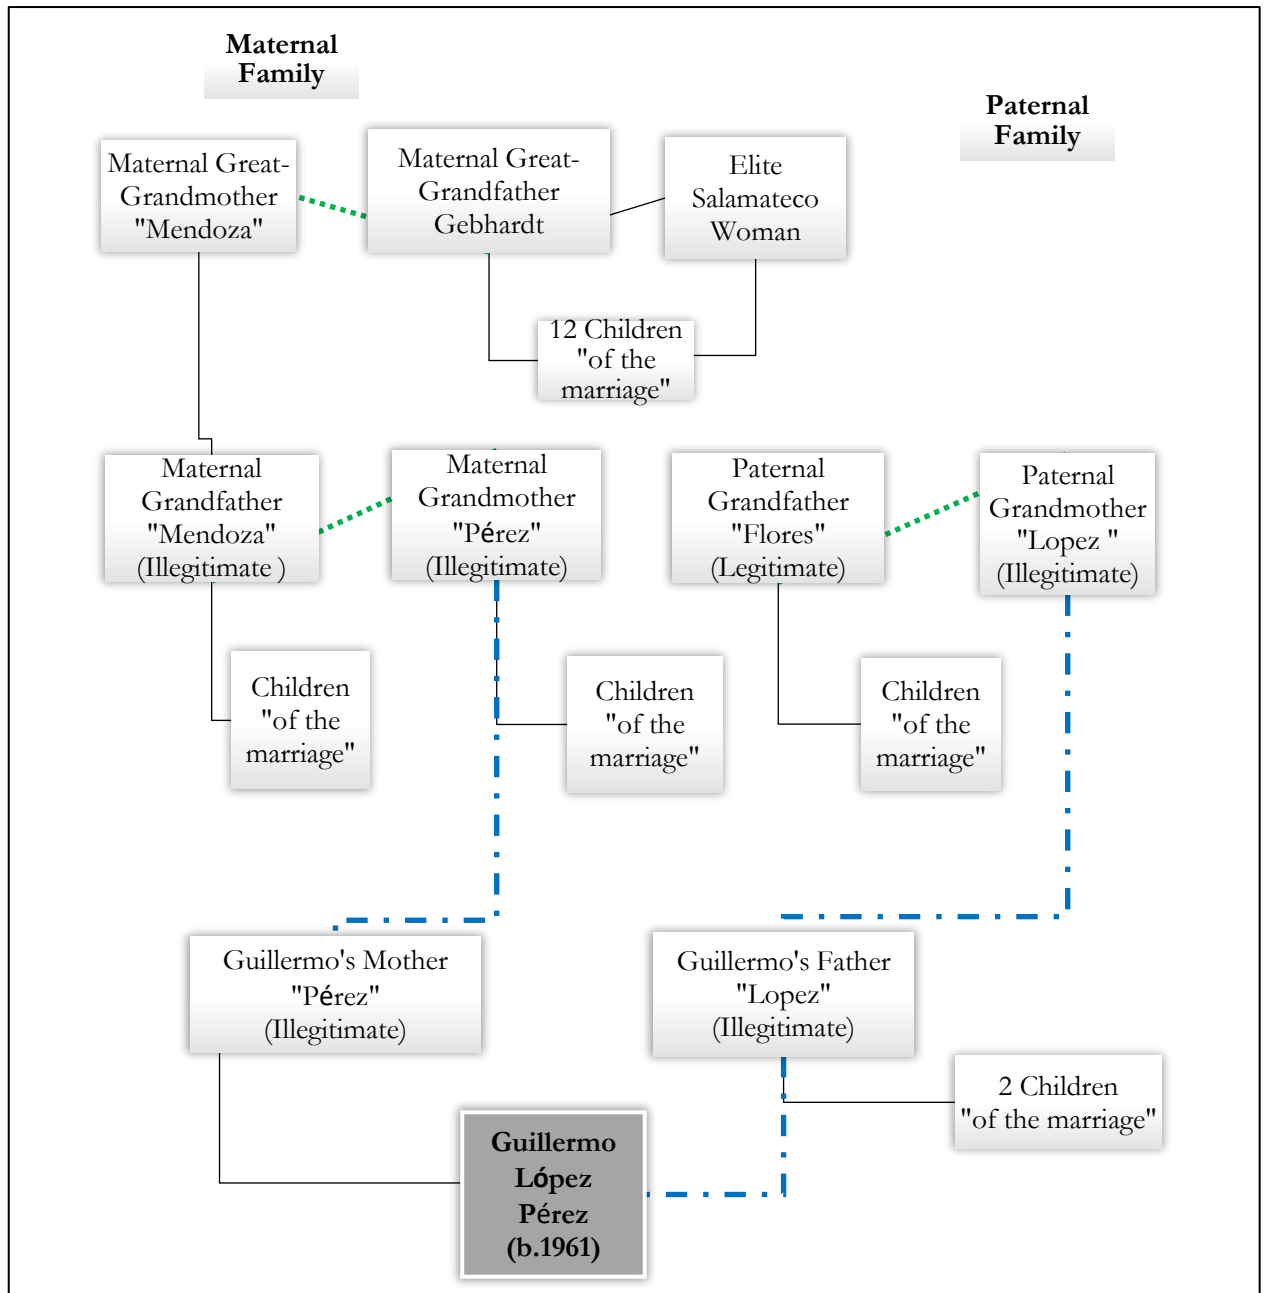 Maternal
Family
Paternal
Family
Maternal Great-
Grandmother
"Mendoza"
Maternal Great-
Grandfather
Gebhardt
Elite
Salamateco
Woman
12 Children
"of the
marriage"
Maternal
Grandfather
"Mendoza"
(Illegitimate )
Maternal
Grandmother
"Pérez"
(Illegitimate)
Paternal
Grandfather
"Flores"
(Legitimate)
Paternal
Grandmother
"Lopez "
(Illegitimate)
Children
"of the
marriage"
Children
"of the
marriage"
Children
"of the
marriage"
Guillermo's Mother
"Pérez"
(Illegitimate)
Guillermo's Father
"Lopez"
(Illegitimate)
2 Children
"of the marriage"
Guillermo
López
Pérez
(b.1961)